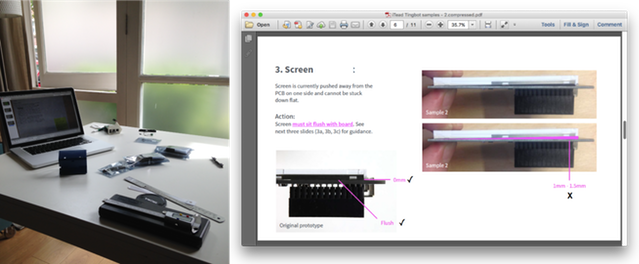 iTeed Tingbot samples - 2.compressed.pdf
Open
6 / 11
35.7%
Tools
Fill & Sign
Comment
3. Screen :
Screen is currently pushed away from the
PCB on one side and cannot be stuck
down flat.
Action:
Screen must sit flush with board. See
next three slides (3a, 3b, 3c) for guidance.
0mm ✓
Flush ✓
Original prototype
Sample 2
Sample 2
1mm 1.5mm
X